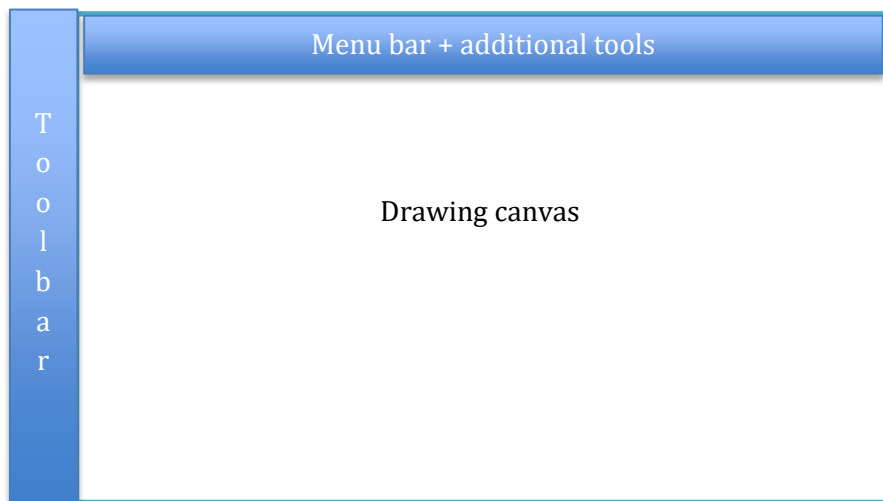 Menu bar + additional tools
T
o
o
l
b
a
r
Drawing canvas